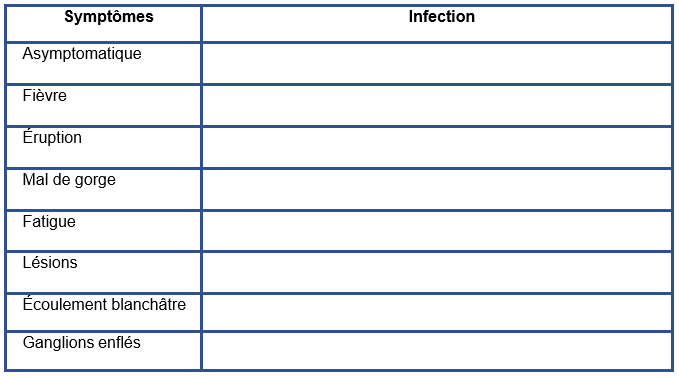 Symptômes Infection
Asymptomatique
Fièvre
Éruption
Mal de gorge
Fatigue
Lésions
Écoulement blanchâtre
Ganglions enflés